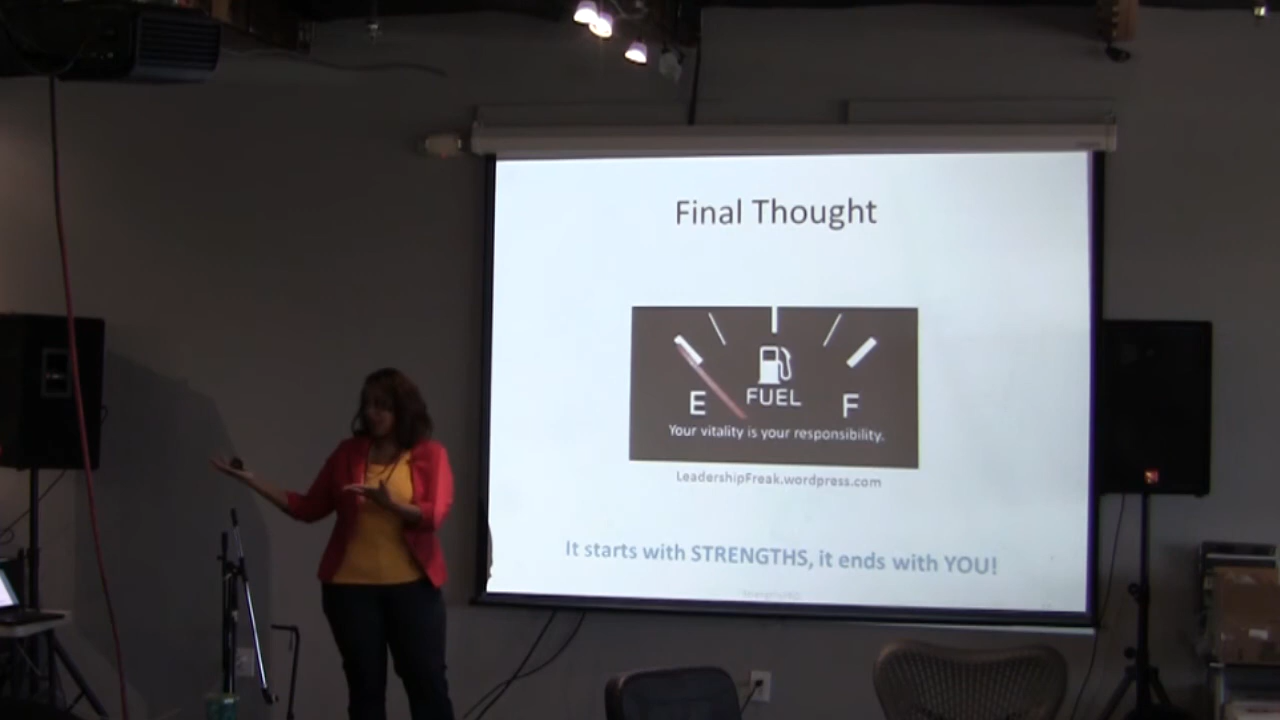 Final Thought
FUEL
E F
Your vitality is your responsibility.
LeadershipFreak.wordpress.com
It starts with STRENGTHS, it ends with YOU!